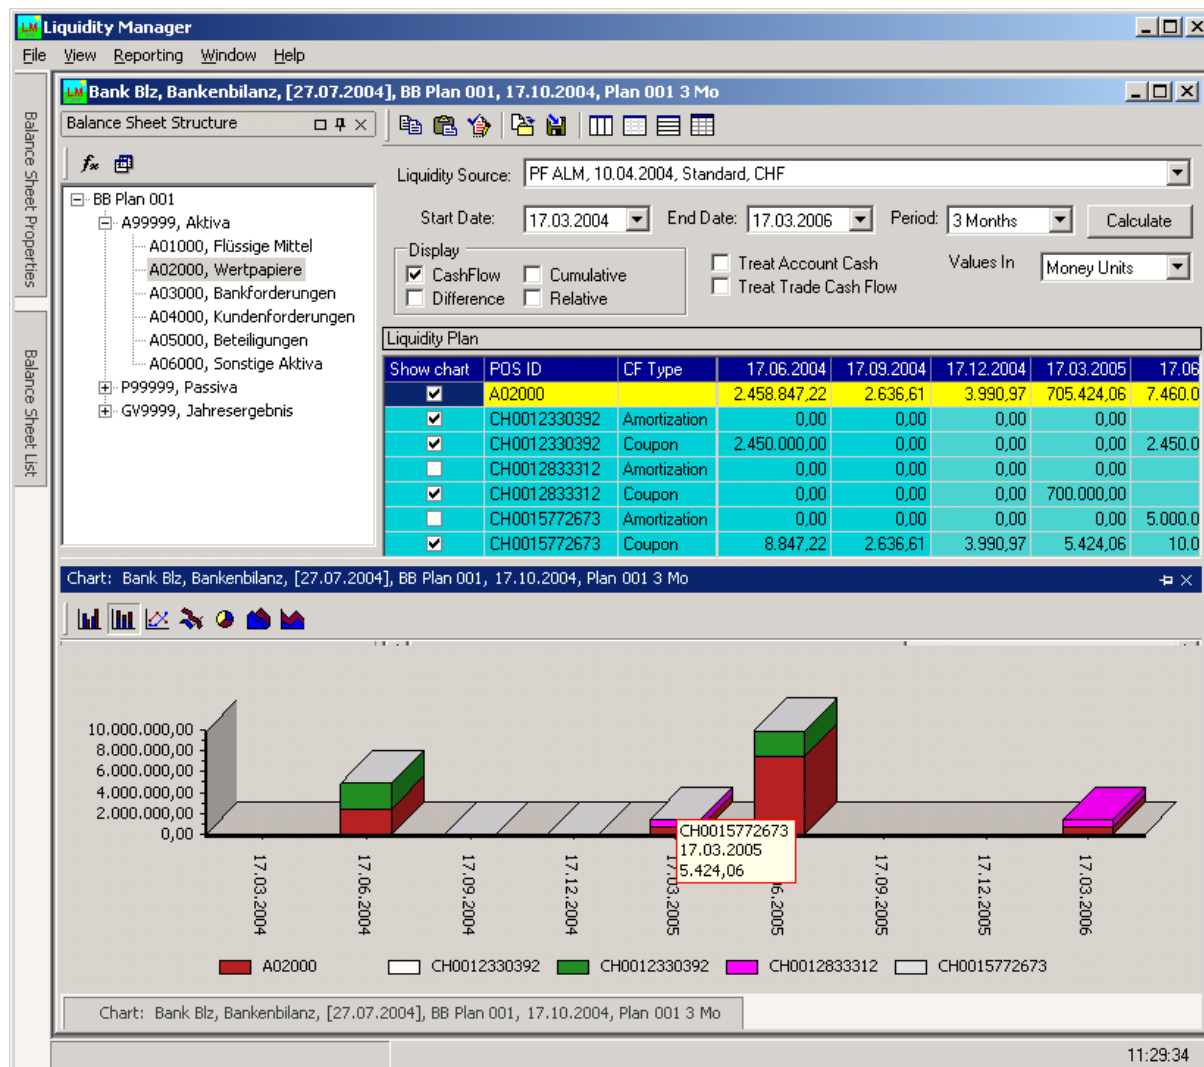 LM Liquidity Manager
File View Reporting Window Help
LM Bank Blz, Bankenbilanz, [27.07.2004], BB Plan 001, 17.10.2004, Plan 001 3 Mo
Balance Sheet Properties
Balance Sheet List
Balance Sheet Structure
BB Plan 001
A99999, Aktiva
A01000, Flüssige Mittel
A02000, Wertpapiere
A03000, Bankforderungen
A04000, Kundenforderungen
A05000, Beteiligungen
A06000, Sonstige Aktiva
P99999, Passiva
GV9999, Jahresergebnis
Liquidity Source: PF ALM, 10.04.2004, Standard, CHF
Start Date: 17.03.2004 End Date: 17.03.2006 Period: 3 Months Calculate
Display
CashFlow Cumulative
Difference Relative
Treat Account Cash
Treat Trade Cash Flow
Values In Money Units
Liquidity Plan
Show chart POS ID CF Type 17.06.2004 17.09.2004 17.12.2004 17.03.2005 17.06
A02000 2.458.847,22 2.636,61 3.990,97 705.424,06 7.460.0
CH0012330392 Amortization 0,00 0,00 0,00 0,00
CH0012330392 Coupon 2.450.000,00 0,00 0,00 0,00 2.450.0
CH0012833312 Amortization 0,00 0,00 0,00 0,00
CH0012833312 Coupon 0,00 0,00 0,00 700.000,00
CH0015772673 Amortization 0,00 0,00 0,00 0,00 5.000.0
CH0015772673 Coupon 8.847,22 2.636,61 3.990,97 5.424,06 10.0
Chart: Bank Blz, Bankenbilanz, [27.07.2004], BB Plan 001, 17.10.2004, Plan 001 3 Mo
10.000.000,00
8.000.000,00
6.000.000,00
4.000.000,00
2.000.000,00
0,00
CH0015772673
17.03.2005
5.424,06
17.03.2004
17.06.2004
17.09.2004
17.12.2004
17.03.2005
06.2005
17.09.2005
17.12.2005
17.03.2006
A02000 CH0012330392 CH0012330392 CH0012833312 CH0015772673
Chart: Bank Blz, Bankenbilanz, [27.07.2004], BB Plan 001, 17.10.2004, Plan 001 3 Mo
11:29:34